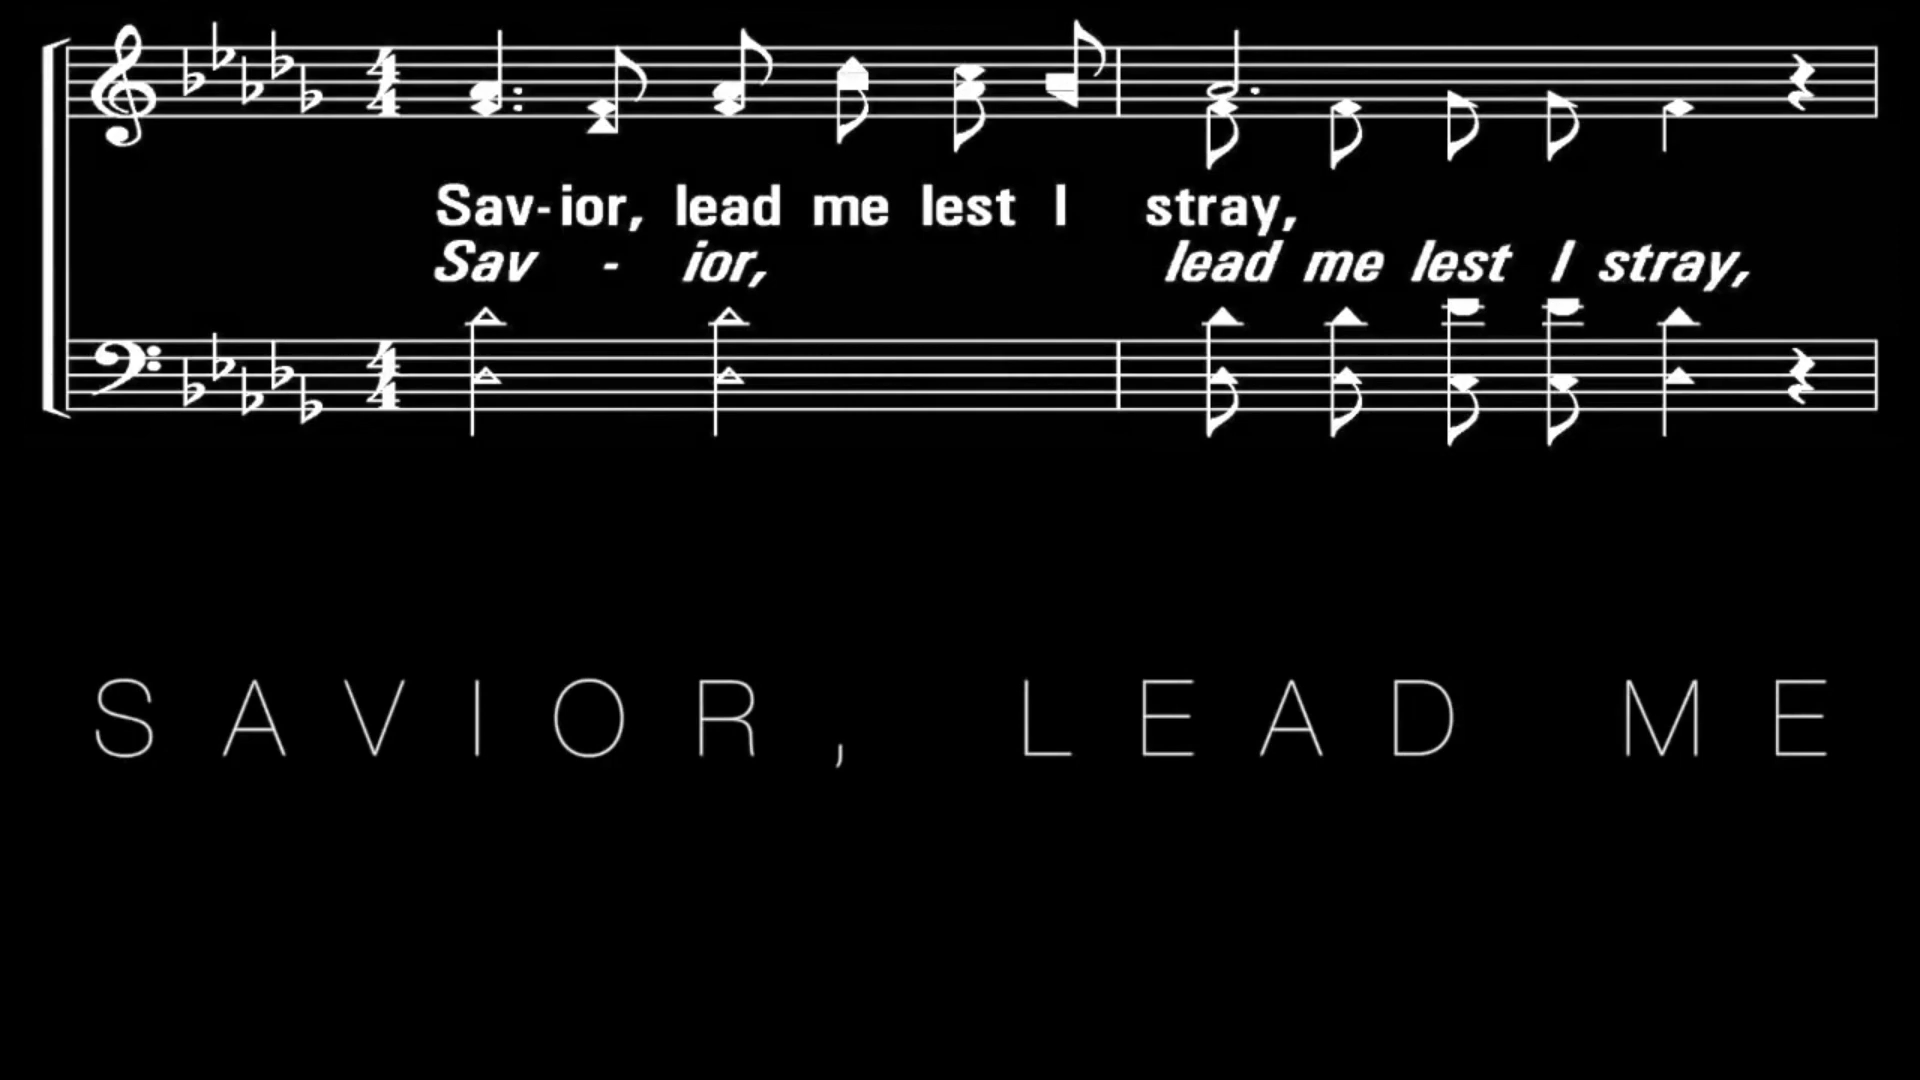 Sav-ior, lead me lest I stray,
Sav - ior, lead me lest I stray,
SAVIOR, LEAD ME